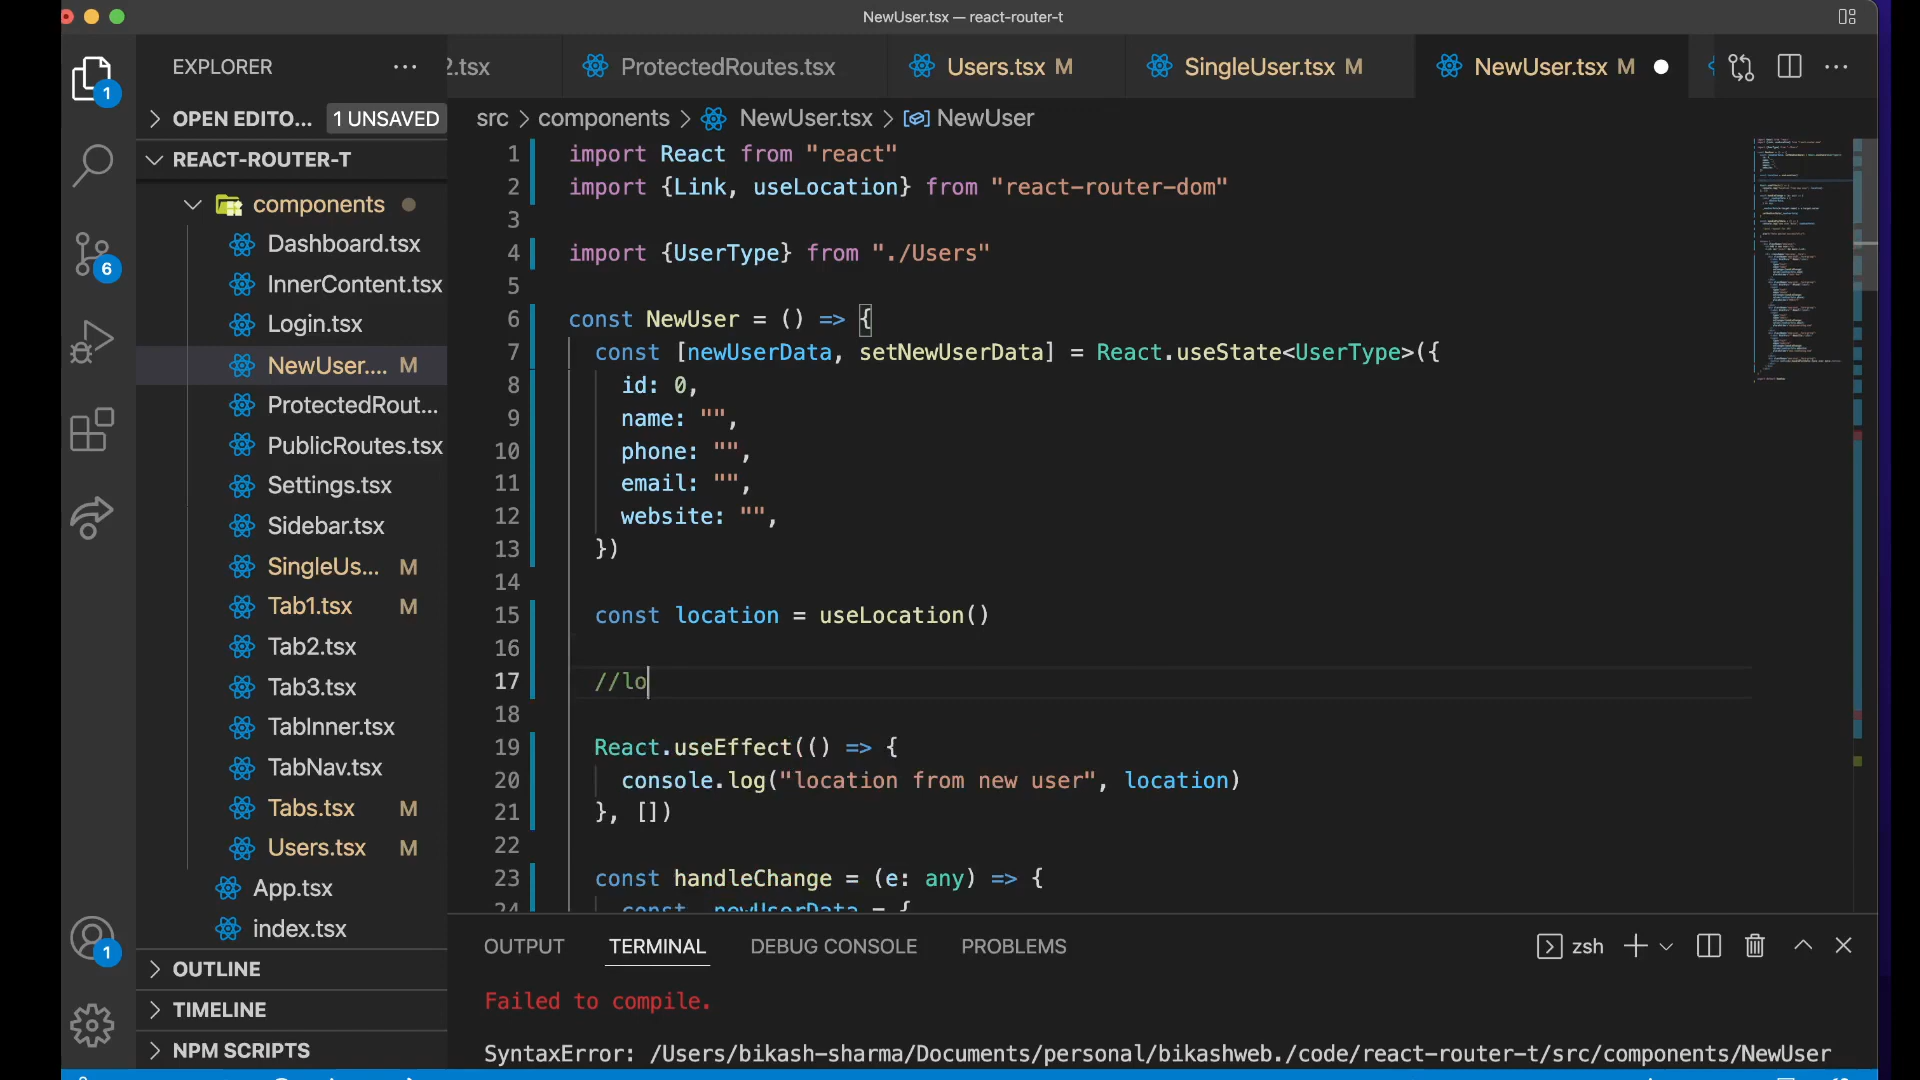 NewUser.tsx — react-router-t
EXPLORER
2.tsx
ProtectedRoutes.tsx
Users.tsx M
SingleUser.tsx M
NewUser.tsx M
1
OPEN EDITO... 1 UNSAVED
src > components > NewUser.tsx > NewUser
REACT-ROUTER-T
components
Dashboard.tsx
InnerContent.tsx
Login.tsx
NewUser.... M
ProtectedRout...
PublicRoutes.tsx
Settings.tsx
Sidebar.tsx
SingleUs... M
Tab1.tsx M
Tab2.tsx
Tab3.tsx
TabInner.tsx
TabNav.tsx
Tabs.tsx M
Users.tsx M
App.tsx
index.tsx
OUTLINE
TIMELINE
NPM SCRIPTS
6
1
1 import React from "react"
2 import {Link, useLocation} from "react-router-dom"
3
4 import {UserType} from "./Users"
5
6 const NewUser = () => {
7 const [newUserData, setNewUserData] = React.useState<UserType>({
8 id: 0,
9 name: "",
10 phone: "",
11 email: "",
12 website: "",
13 })
14
15 const location = useLocation()
16
17 //lo
18
19 React.useEffect(() => {
20 console.log("location from new user", location)
21 }, [])
22
23 const handleChange = (e: any) => {
24 const _newUserData = {
OUTPUT TERMINAL DEBUG CONSOLE PROBLEMS
zsh
Failed to compile.
SyntaxError: /Users/bikash-sharma/Documents/personal/bikashweb./code/react-router-t/src/components/NewUser